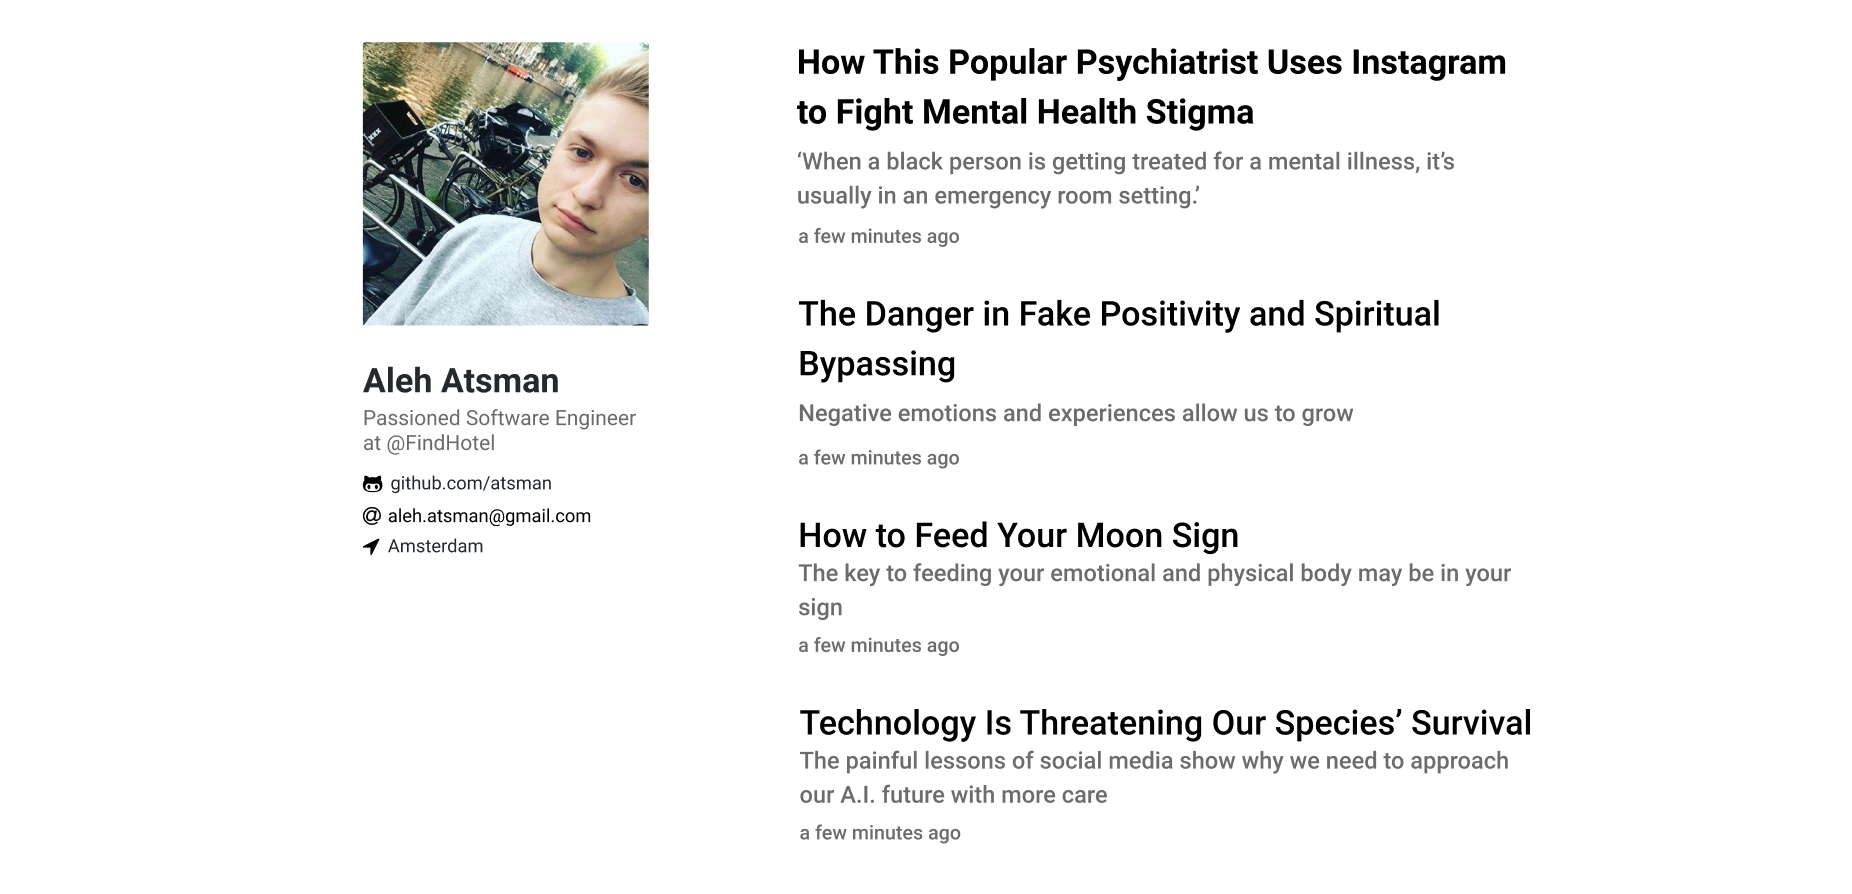 Aleh Atsman
Passioned Software Engineer
at @FindHotel
github.com/atsman
aleh.atsman@gmail.com
Amsterdam
How This Popular Psychiatrist Uses Instagram
to Fight Mental Health Stigma
‘When a black person is getting treated for a mental illness, it’s
usually in an emergency room setting.’
a few minutes ago
The Danger in Fake Positivity and Spiritual
Bypassing
Negative emotions and experiences allow us to grow
a few minutes ago
How to Feed Your Moon Sign
The key to feeding your emotional and physical body may be in your
sign
a few minutes ago
Technology Is Threatening Our Species’ Survival
The painful lessons of social media show why we need to approach
our A.I. future with more care
a few minutes ago